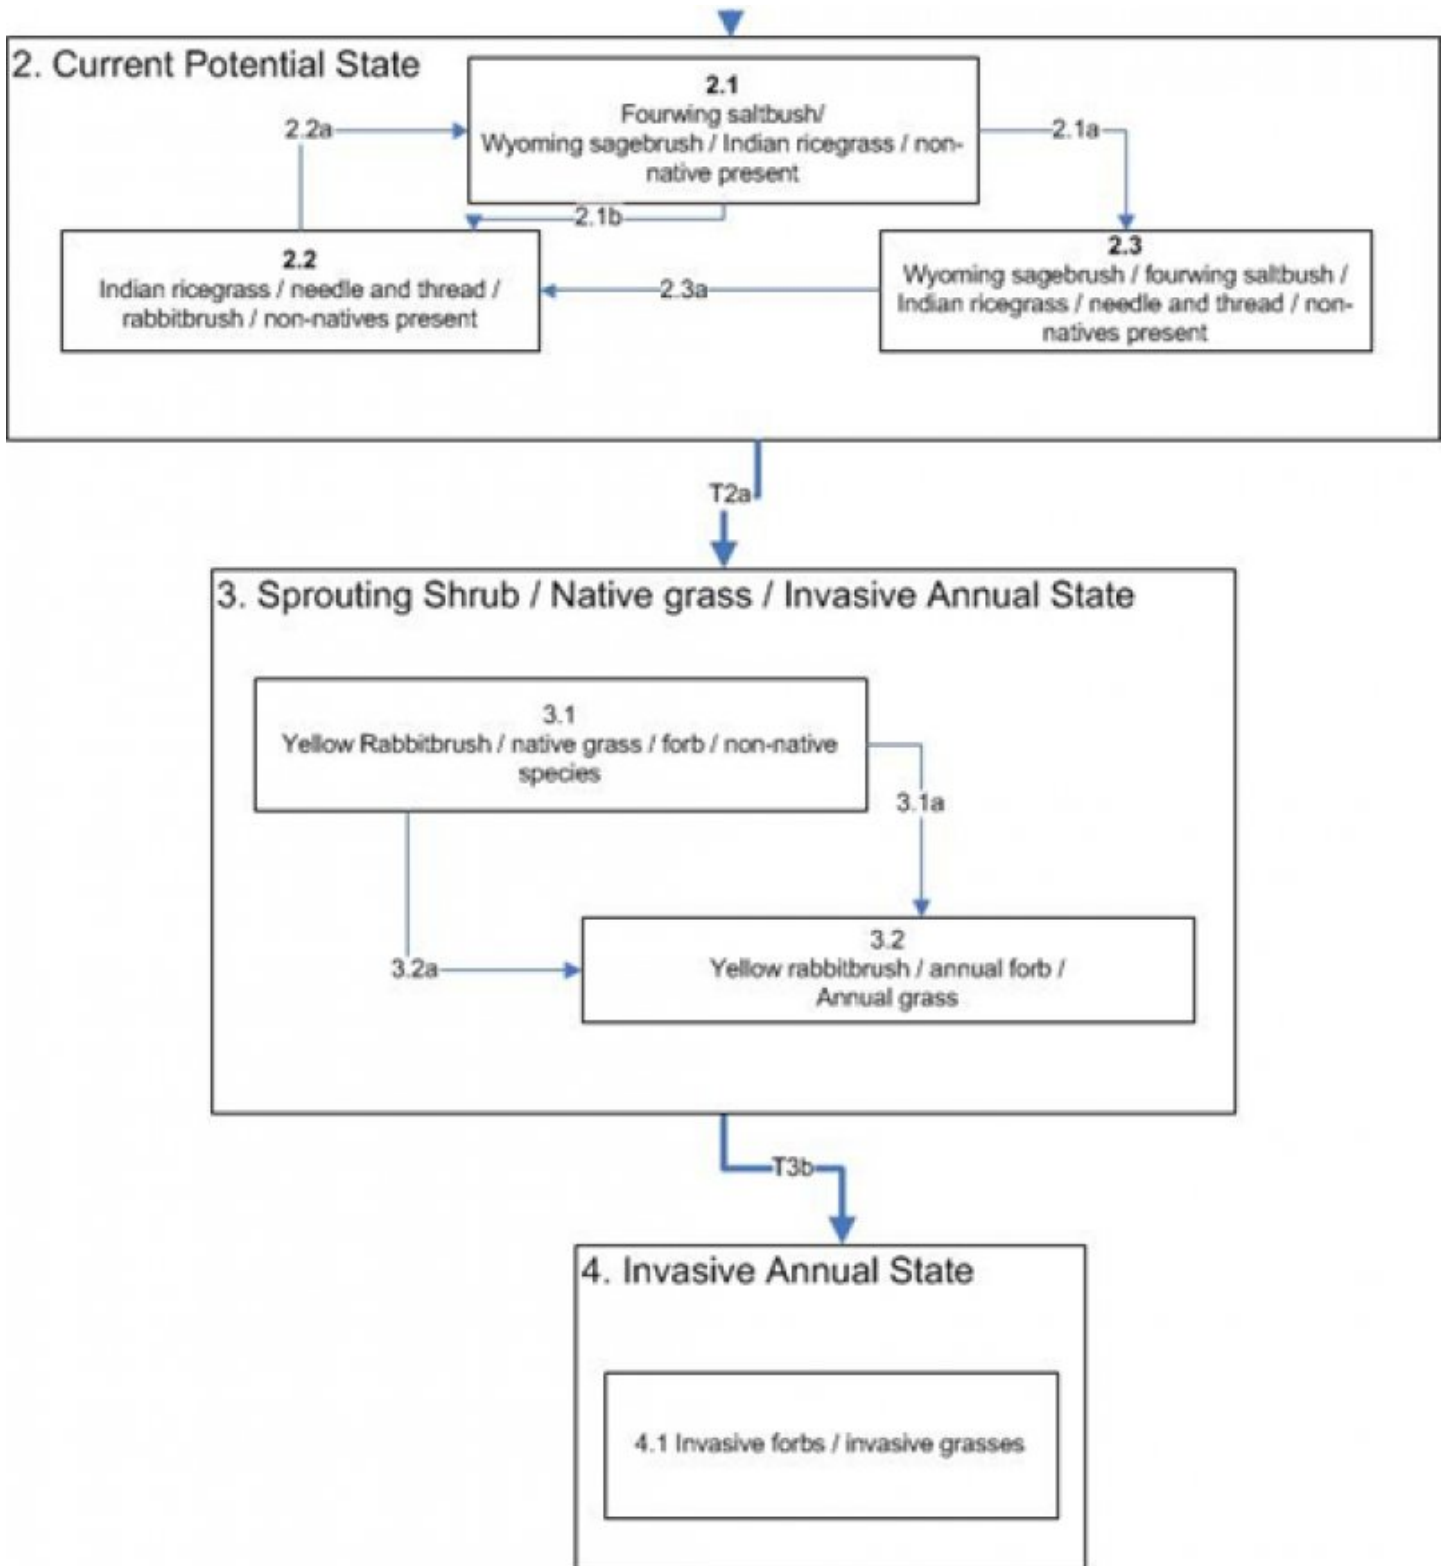 2. Current Potential State
2.1
Fourwing saltbush/
Wyoming sagebrush / Indian ricegrass / non-
native present
2.2a
2.1a
2.1b
2.2
Indian ricegrass / needle and thread /
rabbitbrush / non-natives present
2.3a
2.3
Wyoming sagebrush / fourwing saltbush /
Indian ricegrass / needle and thread / non-
natives present
T2a
3. Sprouting Shrub / Native grass / Invasive Annual State
3.1
Yellow Rabbitbrush / native grass / forb / non-native
species
3.1a
3.2a
3.2
Yellow rabbitbrush / annual forb /
Annual grass
T3b
4. Invasive Annual State
4.1 Invasive forbs / invasive grasses